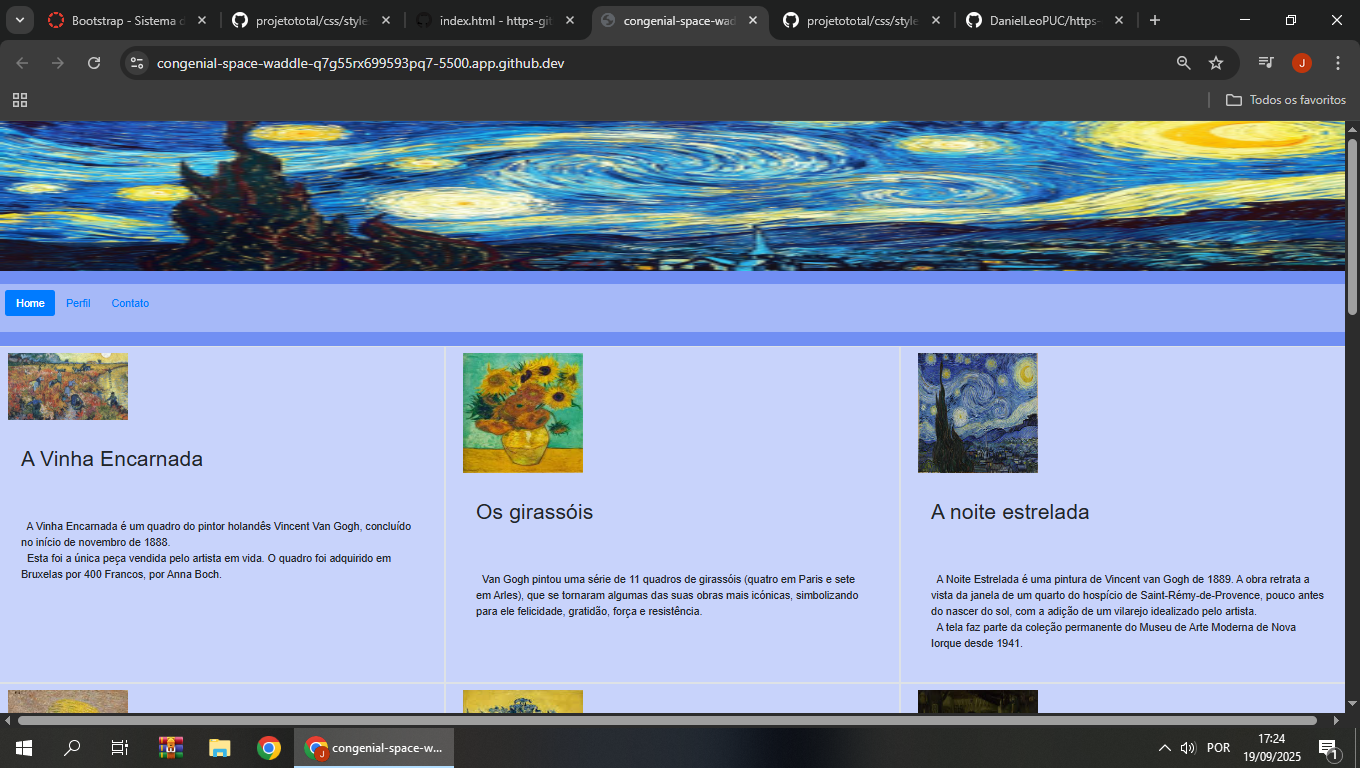 Bootstrap - Sistema d
projetototal/css/style
index.html - https-git
congenial-space-wad
projetototal/css/style
DanielLeoPUC/https-
congenial-space-waddle-q7g55rx699593pq7-5500.app.github.dev
J
Todos os favoritos
Home
Perfil
Contato
A Vinha Encarnada
A Vinha Encarnada é um quadro do pintor holandês Vincent Van Gogh, concluído
no início de novembro de 1888.
Esta foi a única peça vendida pelo artista em vida. O quadro foi adquirido em
Bruxelas por 400 Francos, por Anna Boch.
Os girassóis
Van Gogh pintou uma série de 11 quadros de girassóis (quatro em Paris e sete
em Arles), que se tornaram algumas das suas obras mais icónicas, simbolizando
para ele felicidade, gratidão, força e resistência.
A noite estrelada
A Noite Estrelada é uma pintura de Vincent van Gogh de 1889. A obra retrata a
vista da janela de um quarto do hospício de Saint-Rémy-de-Provence, pouco antes
do nascer do sol, com a adição de um vilarejo idealizado pelo artista.
A tela faz parte da coleção permanente do Museu de Arte Moderna de Nova
Iorque desde 1941.
J
congenial-space-w...
POR
17:24
19/09/2025
1